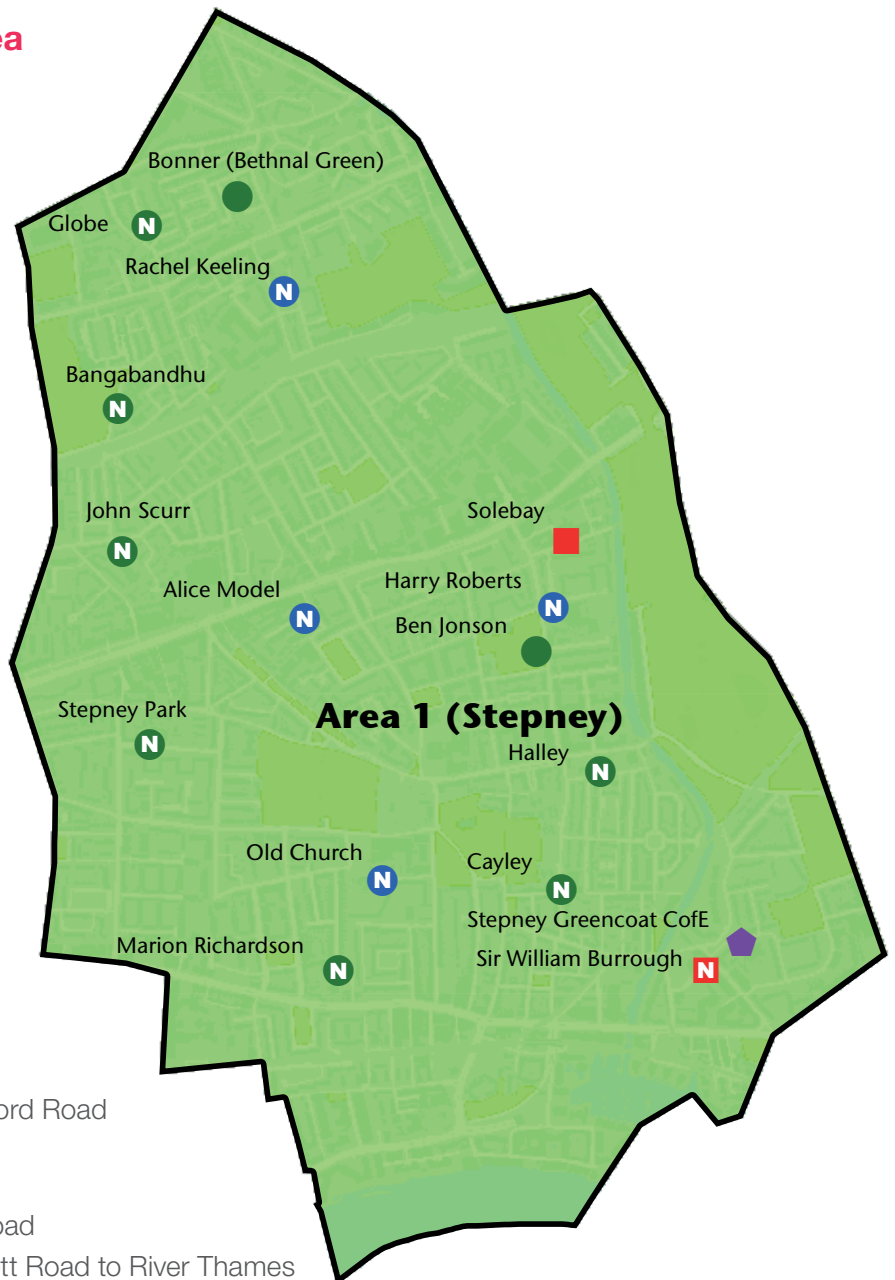 ea
Bonner (Bethnal Green)
Globe
N
Rachel Keeling
N
Bangabandhu
N
John Scurr
N
Solebay
Alice Model
N
Harry Roberts
N
Ben Jonson
Stepney Park
N
Area 1 (Stepney)
Halley
N
Old Church
N
Cayley
N
Stepney Greencoat CofE
Marion Richardson
N
Sir William Burrough
N
ord Road
oad
tt Road to River Thames